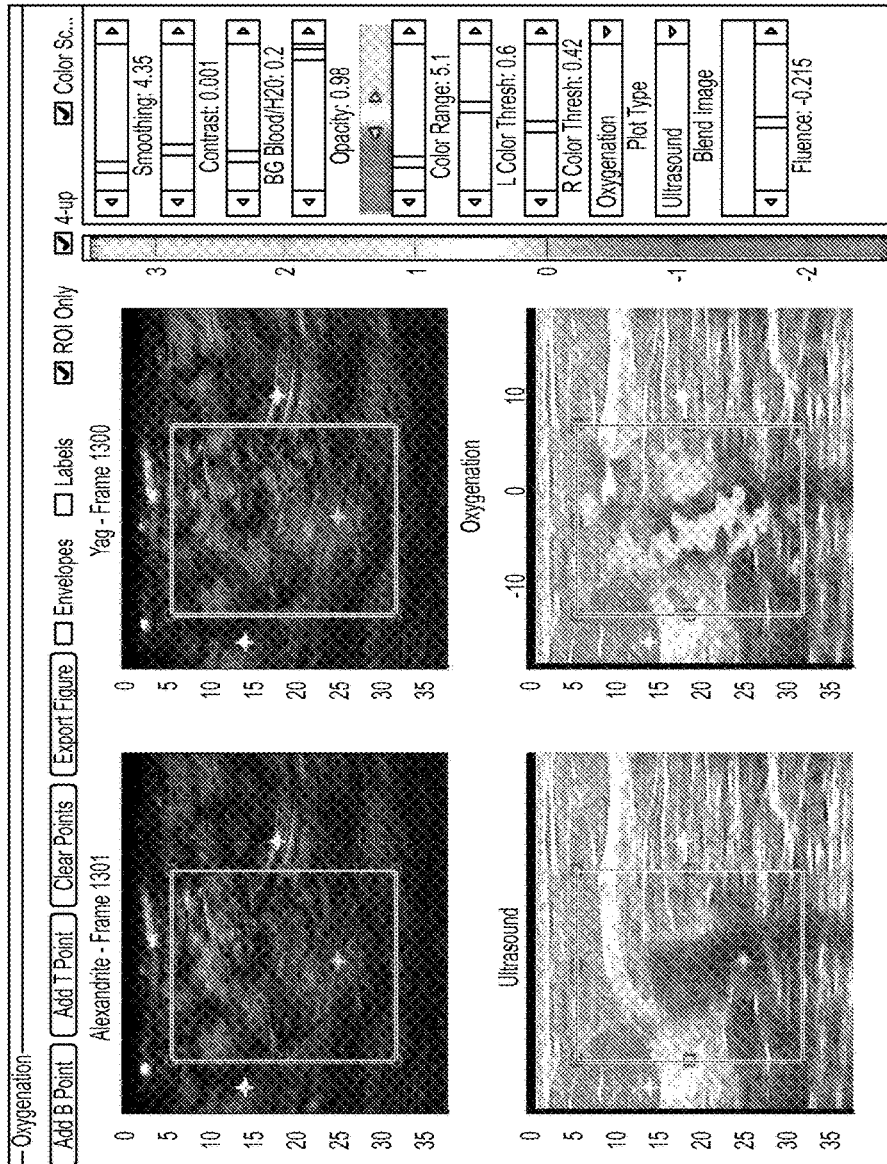 Oxygenation
Add B Point Add T Point Clear Points Export Figure Envelopes Labels ROI Only 4-up Color Sc...
Alexandrite - Frame 1301
0
5
10
15
20
25
30
35
Yag - Frame 1300
0
5
10
15
20
25
30
35
Ultrasound
0
5
10
15
20
25
30
35
Oxygenation
-10 0 10
0
5
10
15
20
25
30
35
3
2
1
0
-1
-2
Smoothing: 4.35
Contrast: 0.001
BG Blood/H20: 0.2
Opacity: 0.98
Color Range: 5.1
L Color Thresh: 0.6
R Color Thresh: 0.42
Oxygenation
Plot Type
Ultrasound
Blend Image
Fluence: -0.215